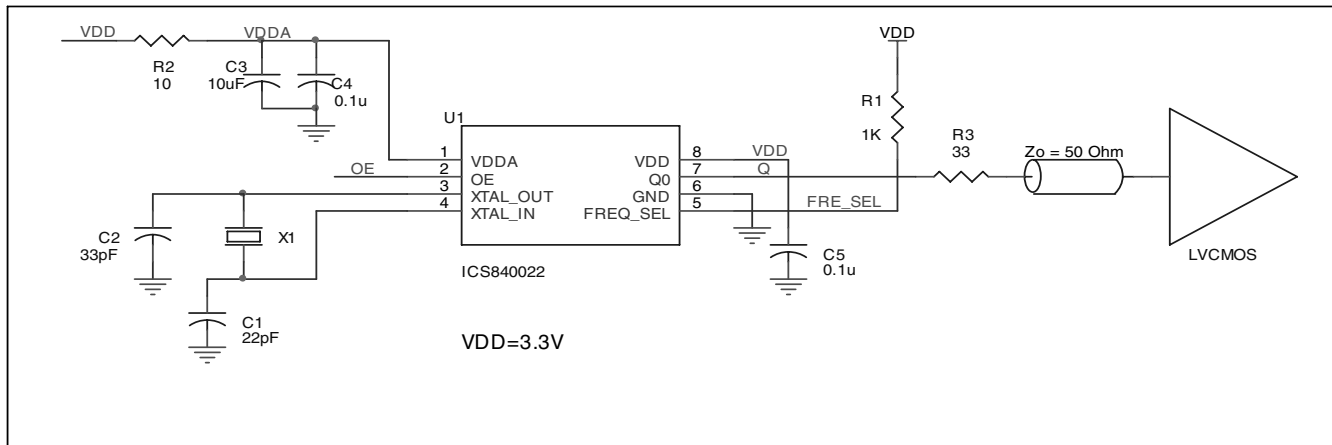 VDD
VDDA
R2
10
C3
10uF
C4
0.1u
VDD
R1
1K
R3
33
Zo = 50 Ohm
LVCMOS
U1
1 VDDA
2 OE
3 XTAL_OUT
4 XTAL_IN
VDD 8
Q0 7
GND 6
FREQ_SEL 5
VDD
Q
FRE_SEL
OE
C2
33pF
X1
C1
22pF
C5
0.1u
ICS840022
VDD=3.3V